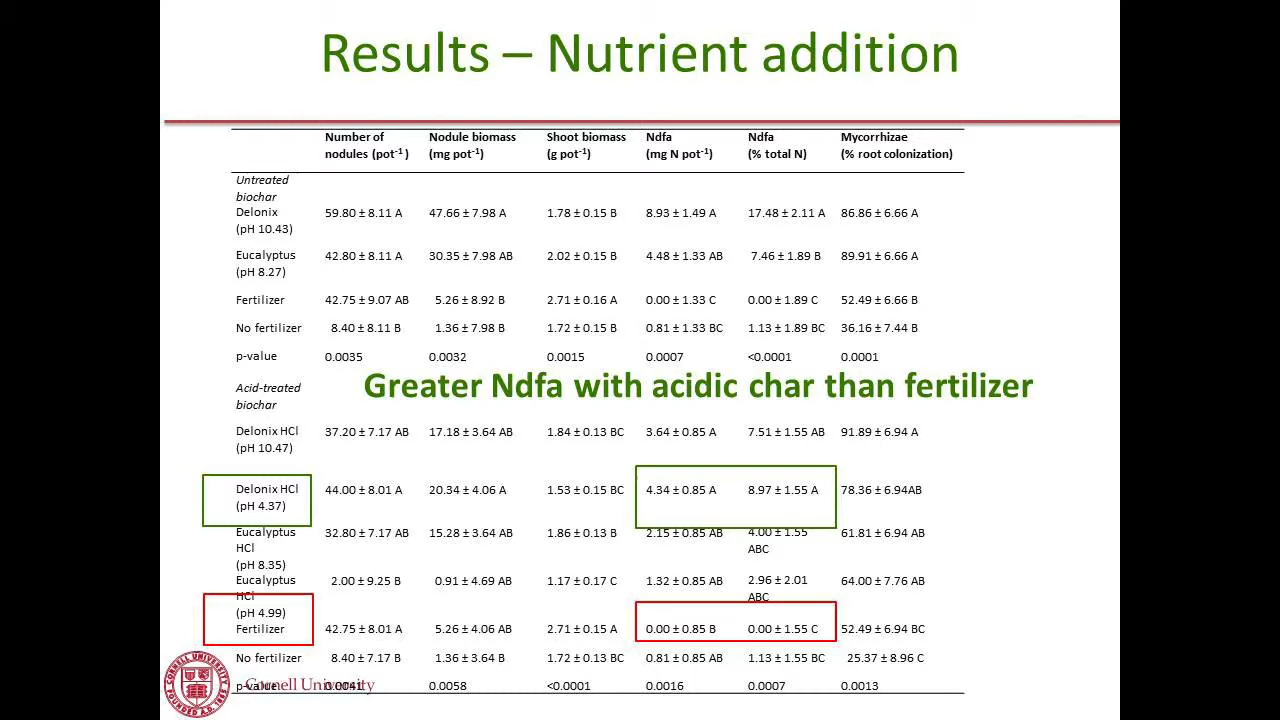 Results – Nutrient addition
Number of nodules (pot-1) Nodule biomass (mg pot-1) Shoot biomass (g pot-1) Ndfa (mg N pot-1) Ndfa (% total N) Mycorrhizae (% root colonization)
Untreated
biochar
Delonix 59.80 ± 8.11 A 47.66 ± 7.98 A 1.78 ± 0.15 B 8.93 ± 1.49 A 17.48 ± 2.11 A 86.86 ± 6.66 A
(pH 10.43)
Eucalyptus 42.80 ± 8.11 A 30.35 ± 7.98 AB 2.02 ± 0.15 B 4.48 ± 1.33 AB 7.46 ± 1.89 B 89.91 ± 6.66 A
(pH 8.27)
Fertilizer 42.75 ± 9.07 AB 5.26 ± 8.92 B 2.71 ± 0.16 A 0.00 ± 1.33 C 0.00 ± 1.89 C 52.49 ± 6.66 B
No fertilizer 8.40 ± 8.11 B 1.36 ± 7.98 B 1.72 ± 0.15 B 0.81 ± 1.33 BC 1.13 ± 1.89 BC 36.16 ± 7.44 B
p-value 0.0035 0.0032 0.0015 0.0007 <0.0001 0.0001
Greater Ndfa with acidic char than fertilizer
Acid-treated
biochar
Delonix HCl 37.20 ± 7.17 AB 17.18 ± 3.64 AB 1.84 ± 0.13 BC 3.64 ± 0.85 A 7.51 ± 1.55 AB 91.89 ± 6.94 A
(pH 10.47)
Delonix HCl 44.00 ± 8.01 A 20.34 ± 4.06 A 1.53 ± 0.15 BC 4.34 ± 0.85 A 8.97 ± 1.55 A 78.36 ± 6.94AB
(pH 4.37)
Eucalyptus 32.80 ± 7.17 AB 15.28 ± 3.64 AB 1.86 ± 0.13 B 2.15 ± 0.85 AB 4.00 ± 1.55 61.81 ± 6.94 AB
HCl ABC
(pH 8.35)
Eucalyptus 2.00 ± 9.25 B 0.91 ± 4.69 AB 1.17 ± 0.17 C 1.32 ± 0.85 AB 2.96 ± 2.01 64.00 ± 7.76 AB
HCl ABC
(pH 4.99)
Fertilizer 42.75 ± 8.01 A 5.26 ± 4.06 AB 2.71 ± 0.15 A 0.00 ± 0.85 B 0.00 ± 1.55 C 52.49 ± 6.94 BC
No fertilizer 8.40 ± 7.17 B 1.36 ± 3.64 B 1.72 ± 0.13 BC 0.81 ± 0.85 AB 1.13 ± 1.55 BC 25.37 ± 8.96 C
p-value 0.0041 0.0058 <0.0001 0.0016 0.0007 0.0013
Cornell University